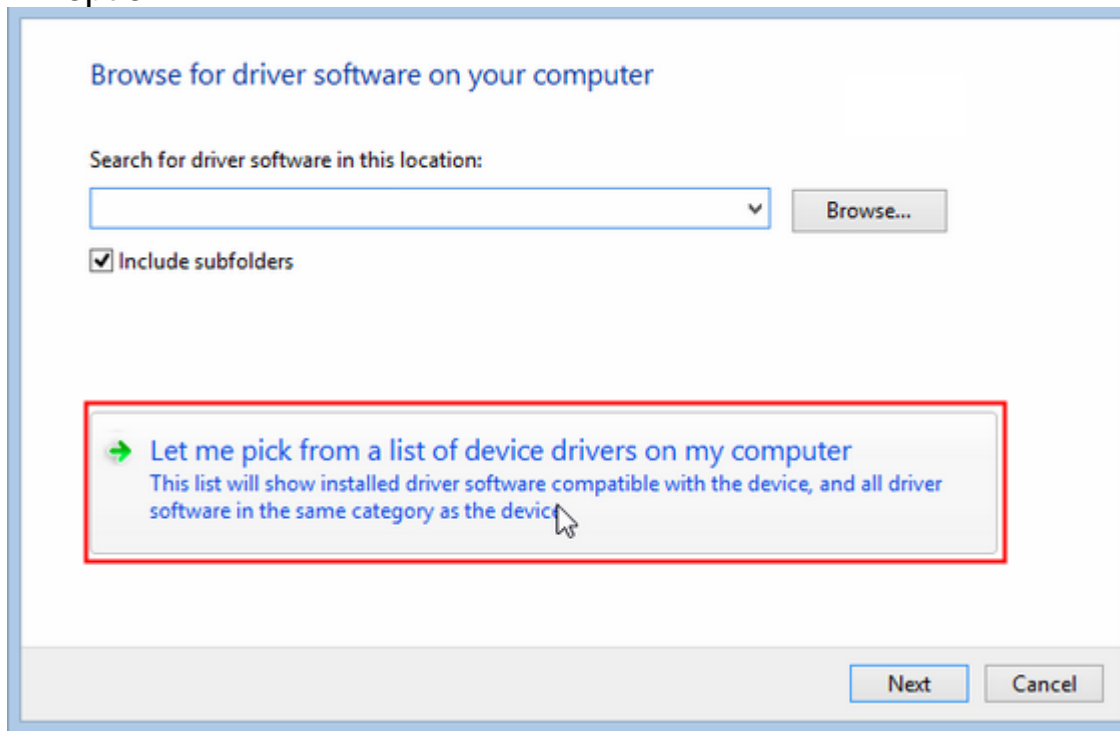 Browse for driver software on your computer
Search for driver software in this location:
Browse...
Include subfolders
Let me pick from a list of device drivers on my computer
This list will show installed driver software compatible with the device, and all driver
software in the same category as the device
Next
Cancel